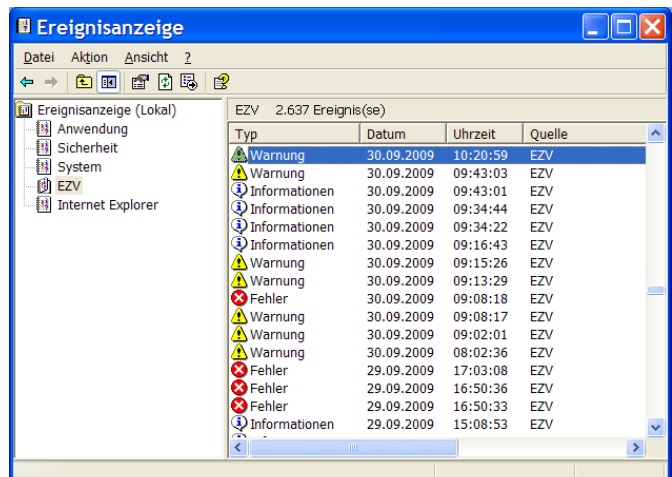 Ereignisanzeige
Datei Aktion Ansicht ?
Ereignisanzeige (Lokal)
Anwendung
Sicherheit
System
EZV
Internet Explorer
EZV 2.637 Ereignis(se)
Typ Datum Uhrzeit Quelle
Warnung 30.09.2009 10:20:59 EZV
Warnung 30.09.2009 09:43:03 EZV
Informationen 30.09.2009 09:43:01 EZV
Informationen 30.09.2009 09:34:44 EZV
Informationen 30.09.2009 09:34:22 EZV
Informationen 30.09.2009 09:16:43 EZV
Warnung 30.09.2009 09:15:26 EZV
Warnung 30.09.2009 09:13:29 EZV
Fehler 30.09.2009 09:08:18 EZV
Warnung 30.09.2009 09:08:17 EZV
Warnung 30.09.2009 09:02:01 EZV
Warnung 30.09.2009 08:02:36 EZV
Fehler 29.09.2009 17:03:08 EZV
Fehler 29.09.2009 16:50:36 EZV
Fehler 29.09.2009 16:50:33 EZV
Informationen 29.09.2009 15:08:53 EZV